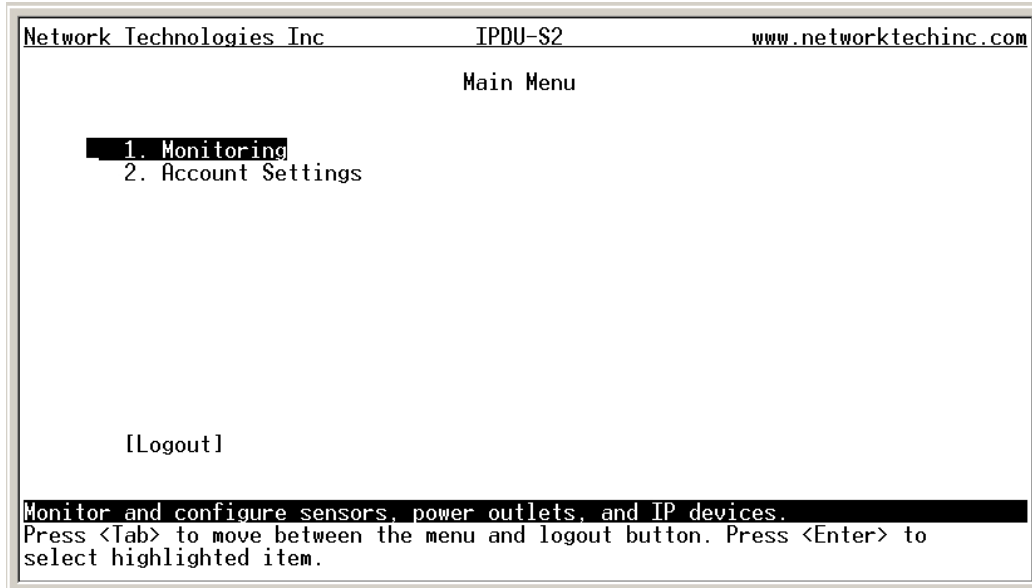 Network Technologies Inc IPDU-S2 www.networktechinc.com
Main Menu
1. Monitoring
2. Account Settings
[Logout]
Monitor and configure sensors, power outlets, and IP devices.
Press <Tab> to move between the menu and logout button. Press <Enter> to
select highlighted item.